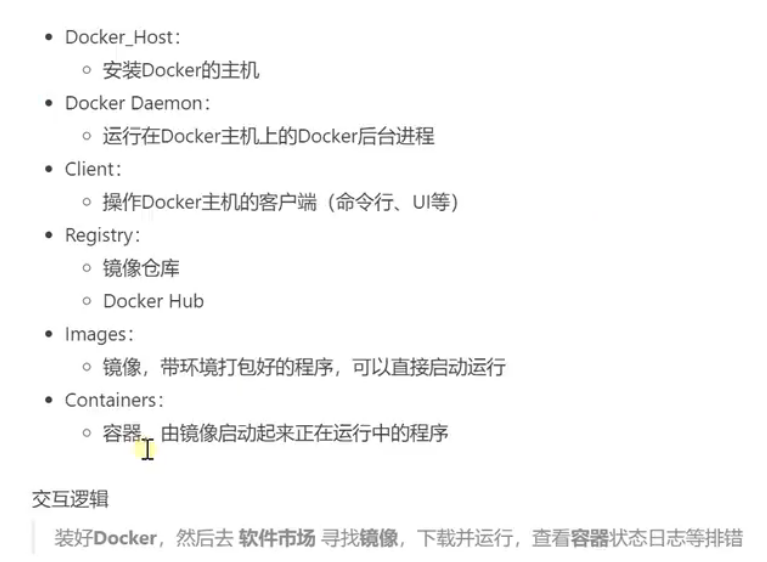 Docker_Host：
安装Docker的主机
Docker Daemon：
运行在Docker主机上的Docker后台进程
Client：
操作Docker主机的客户端（命令行、UI等）
Registry：
镜像仓库
Docker Hub
Images：
镜像，带环境打包好的程序，可以直接启动运行
Containers：
容器，由镜像启动起来正在运行中的程序
交互逻辑
装好Docker，然后去 软件市场 寻找镜像，下载并运行，查看容器状态日志等排错